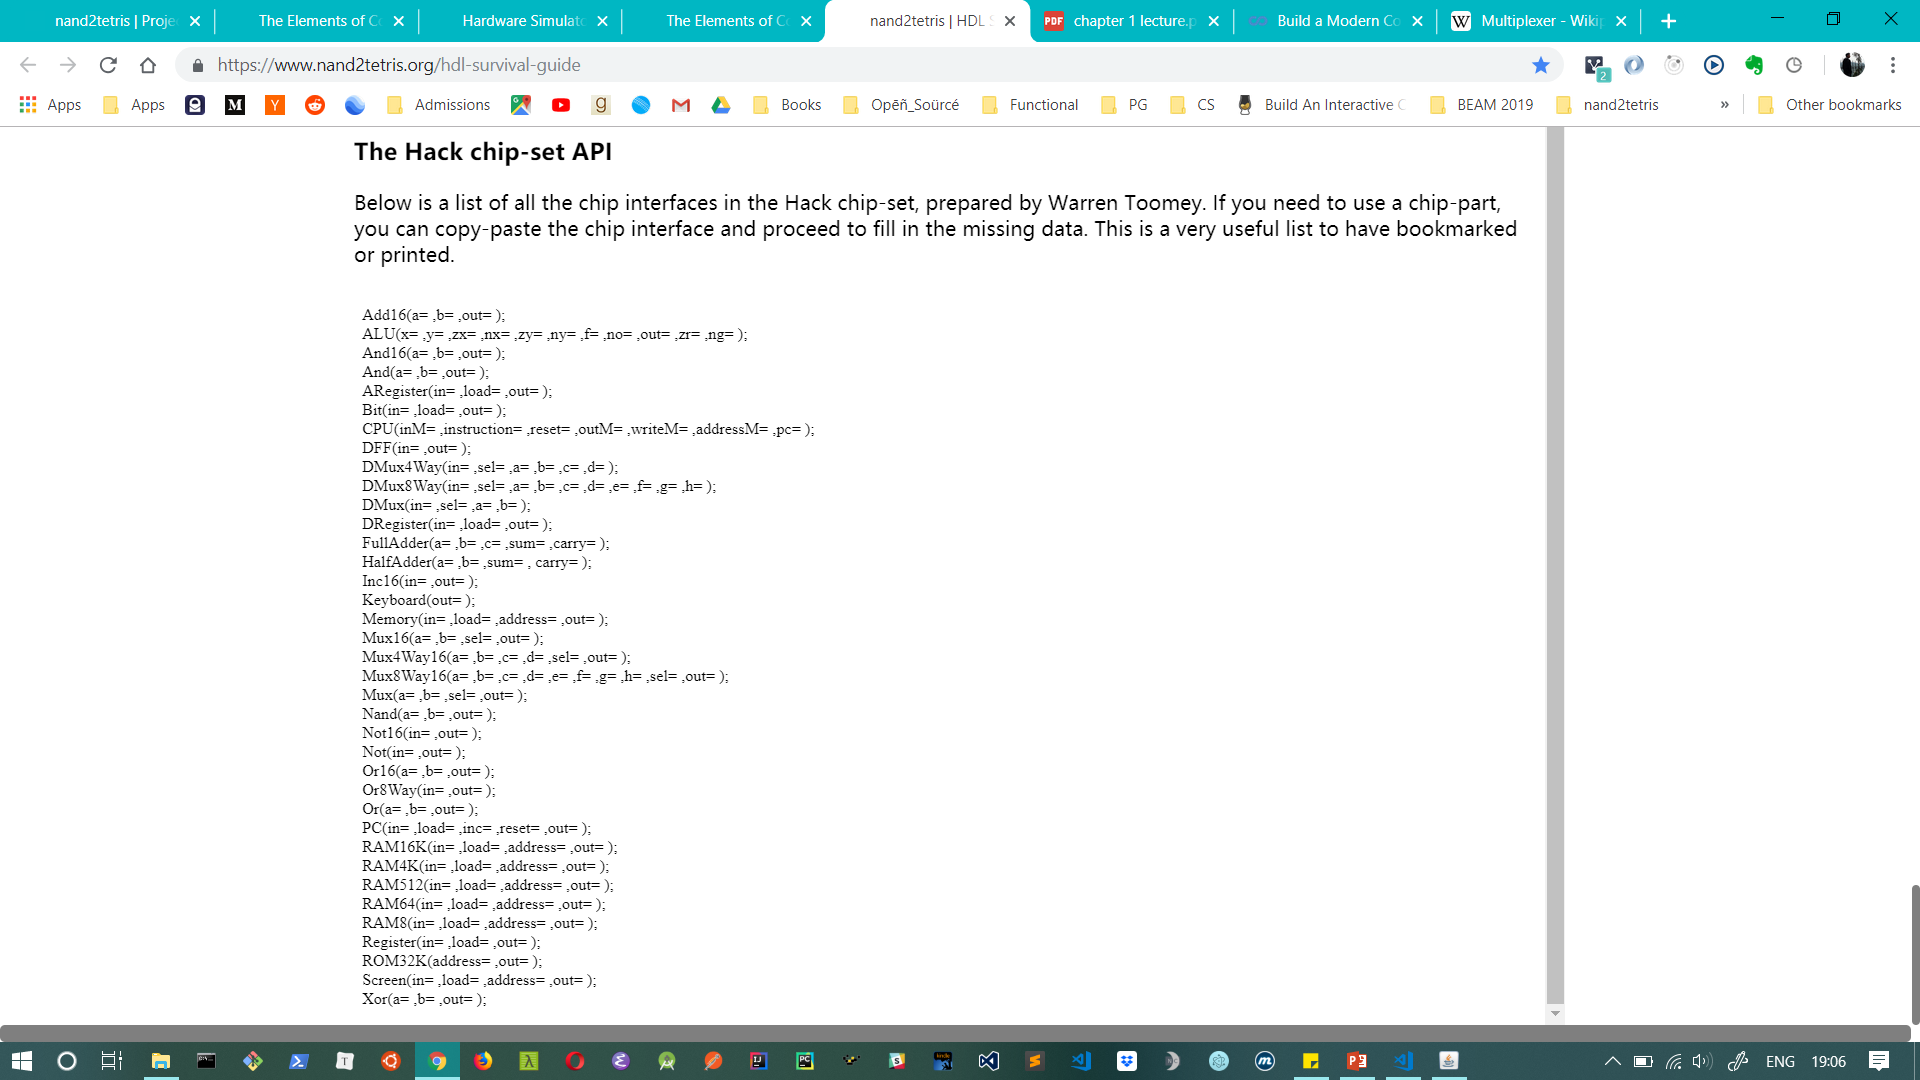 nand2tetris | Proje
The Elements of Co
Hardware Simulato
The Elements of Co
nand2tetris | HDL S
PDF chapter 1 lecture.p
Build a Modern Co
W Multiplexer - Wikip
https://www.nand2tetris.org/hdl-survival-guide
2
Apps
Apps
M
Y
Admissions
g
Books
Opēñ_Soürcé
Functional
PG
CS
Build An Interactive C
BEAM 2019
nand2tetris
»
Other bookmarks
The Hack chip-set API
Below is a list of all the chip interfaces in the Hack chip-set, prepared by Warren Toomey. If you need to use a chip-part,
you can copy-paste the chip interface and proceed to fill in the missing data. This is a very useful list to have bookmarked
or printed.
Add16(a= ,b= ,out= );
ALU(x= ,y= ,zx= ,nx= ,zy= ,ny= ,f= ,no= ,out= ,zr= ,ng= );
And16(a= ,b= ,out= );
And(a= ,b= ,out= );
ARegister(in= ,load= ,out= );
Bit(in= ,load= ,out= );
CPU(inM= ,instruction= ,reset= ,outM= ,writeM= ,addressM= ,pc= );
DFF(in= ,out= );
DMux4Way(in= ,sel= ,a= ,b= ,c= ,d= );
DMux8Way(in= ,sel= ,a= ,b= ,c= ,d= ,e= ,f= ,g= ,h= );
DMux(in= ,sel= ,a= ,b= );
DRegister(in= ,load= ,out= );
FullAdder(a= ,b= ,c= ,sum= ,carry= );
HalfAdder(a= ,b= ,sum= , carry= );
Inc16(in= ,out= );
Keyboard(out= );
Memory(in= ,load= ,address= ,out= );
Mux16(a= ,b= ,sel= ,out= );
Mux4Way16(a= ,b= ,c= ,d= ,sel= ,out= );
Mux8Way16(a= ,b= ,c= ,d= ,e= ,f= ,g= ,h= ,sel= ,out= );
Mux(a= ,b= ,sel= ,out= );
Nand(a= ,b= ,out= );
Not16(in= ,out= );
Not(in= ,out= );
Or16(a= ,b= ,out= );
Or8Way(in= ,out= );
Or(a= ,b= ,out= );
PC(in= ,load= ,inc= ,reset= ,out= );
RAM16K(in= ,load= ,address= ,out= );
RAM4K(in= ,load= ,address= ,out= );
RAM512(in= ,load= ,address= ,out= );
RAM64(in= ,load= ,address= ,out= );
RAM8(in= ,load= ,address= ,out= );
Register(in= ,load= ,out= );
ROM32K(address= ,out= );
Screen(in= ,load= ,address= ,out= );
Xor(a= ,b= ,out= );
ENG 19:06